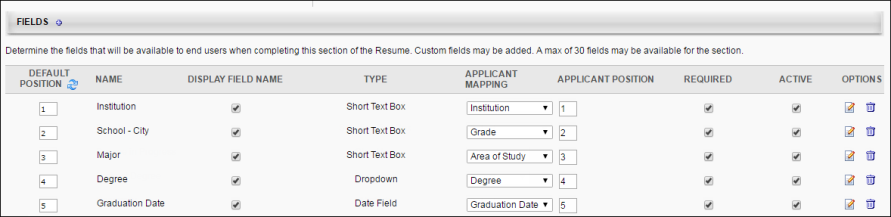 FIELDS
Determine the fields that will be available to end users when completing this section of the Resume. Custom fields may be added. A max of 30 fields may be available for the section.
DEFAULT POSITION NAME DISPLAY FIELD NAME TYPE APPLICANT MAPPING APPLICANT POSITION REQUIRED ACTIVE OPTIONS
1 Institution Short Text Box Institution 1
2 School - City Short Text Box Grade 2
3 Major Short Text Box Area of Study 3
4 Degree Dropdown Degree 4
5 Graduation Date Date Field Graduation Date 5